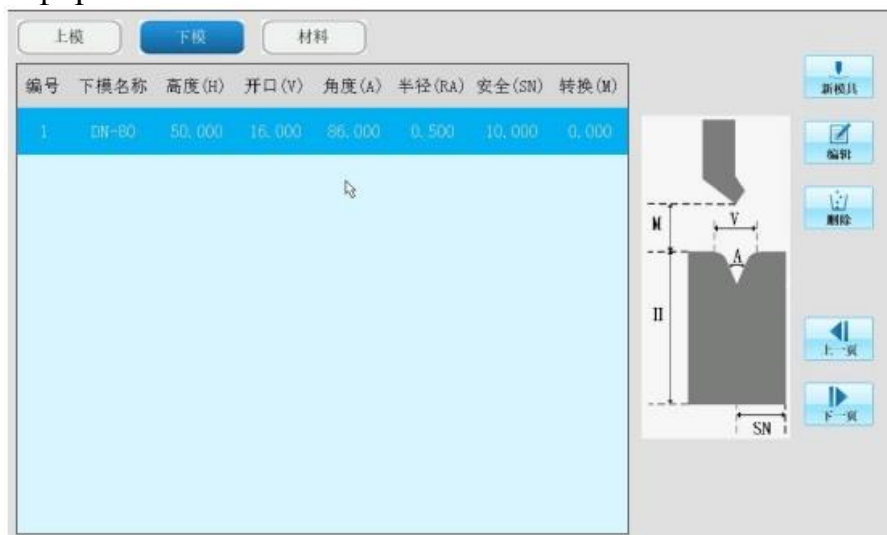 上模 下模 材料
编号 下模名称 高度(H) 开口(V) 角度(A) 半径(RA) 安全(SN) 转换(M)
1 DN-80 50.000 16.000 86.000 0.500 10.000 0.000
新模具
编辑
删除
上一页
下一页
M
V
A
H
SN